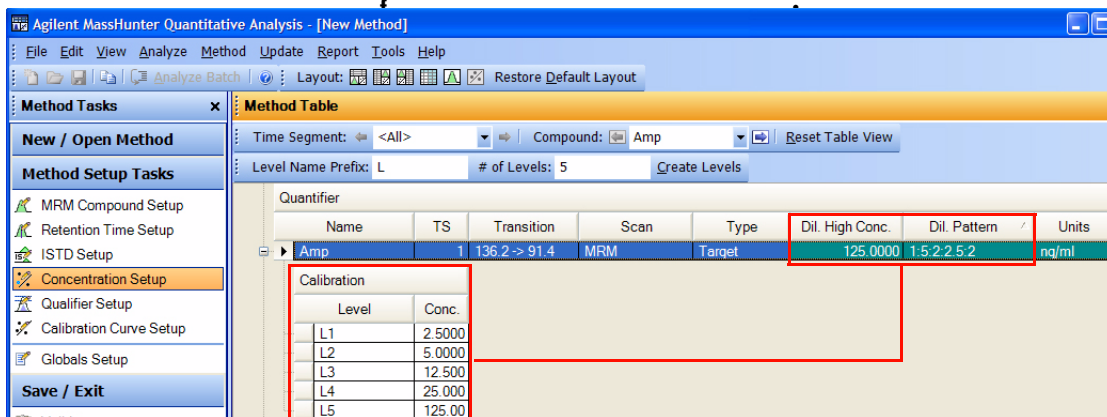 Agilent MassHunter Quantitative Analysis - [New Method]
File Edit View Analyze Method Update Report Tools Help
Analyze Batch Layout: Restore Default Layout
Method Tasks x Method Table
New / Open Method Time Segment: <All> Compound: Amp Reset Table View
Method Setup Tasks Level Name Prefix: L # of Levels: 5 Create Levels
MRM Compound Setup
Retention Time Setup
ISTD Setup
Concentration Setup
Qualifier Setup
Calibration Curve Setup
Globals Setup
Save / Exit
Quantifier
Name TS Transition Scan Type Dil. High Conc. Dil. Pattern Units
Amp 1 136.2 -> 91.4 MRM Target 125.0000 1:5:2:2.5:2 ng/ml
Calibration
Level Conc.
L1 2.5000
L2 5.0000
L3 12.500
L4 25.000
L5 125.00